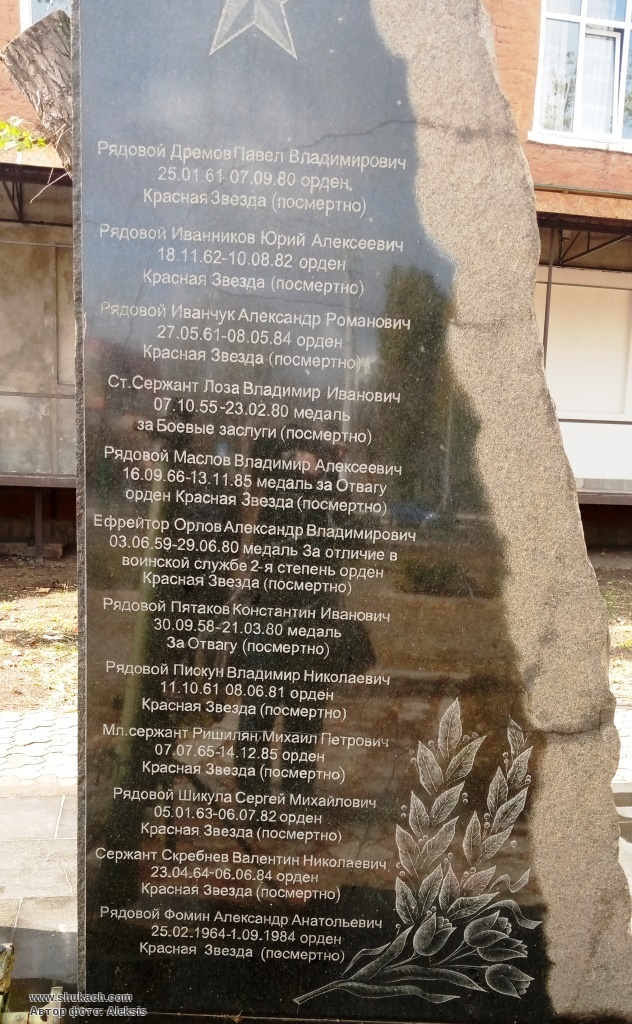 Рядовой Дремов Павел Владимирович
25.01.61-07.09.80 орден
Красная Звезда (посмертно)
Рядовой Иванников Юрий Алексеевич
18.11.62-10.08.82 орден
Красная Звезда (посмертно)
Рядовой Иванчук Александр Романович
27.05.61-08.05.84 орден
Красная Звезда (посмертно)
Ст.Сержант Лоза Владимир Иванович
07.10.55-23.02.80 медаль
за Боевые заслуги (посмертно)
Рядовой Маслов Владимир Алексеевич
16.09.66-13.11.85 медаль за Отвагу
орден Красная Звезда (посмертно)
Ефрейтор Орлов Александр Владимирович
03.06.59-29.06.80 медаль За отличие в
воинской службе 2-я степень орден
Красная Звезда (посмертно)
Рядовой Пятаков Константин Иванович
30.09.58-21.03.80 медаль
За Отвагу (посмертно)
Рядовой Пискун Владимир Николаевич
11.10.61 08.06.81 орден
Красная Звезда (посмертно)
Мл.сержант Ришилян Михаил Петрович
07.07.65-14.12.85 орден
Красная Звезда (посмертно)
Рядовой Шикула Сергей Михайлович
05.01.63-06.07.82 орден
Красная Звезда (посмертно)
Сержант Скребнев Валентин Николаевич
23.04.64-06.06.84 орден
Красная Звезда (посмертно)
Рядовой Фомин Александр Анатольевич
25.02.1964-1.09.1984 орден
Красная Звезда (посмертно)
www.shukach.com
Автор фото: Aleksis